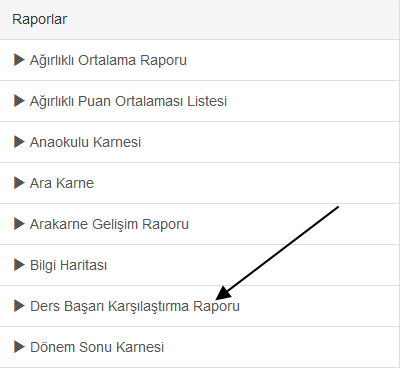 Raporlar
Ağırlıklı Ortalama Raporu
Ağırlıklı Puan Ortalaması Listesi
Anaokulu Karnesi
Ara Karne
Arakarne Gelişim Raporu
Bilgi Haritası
Ders Başarı Karşılaştırma Raporu
Dönem Sonu Karnesi